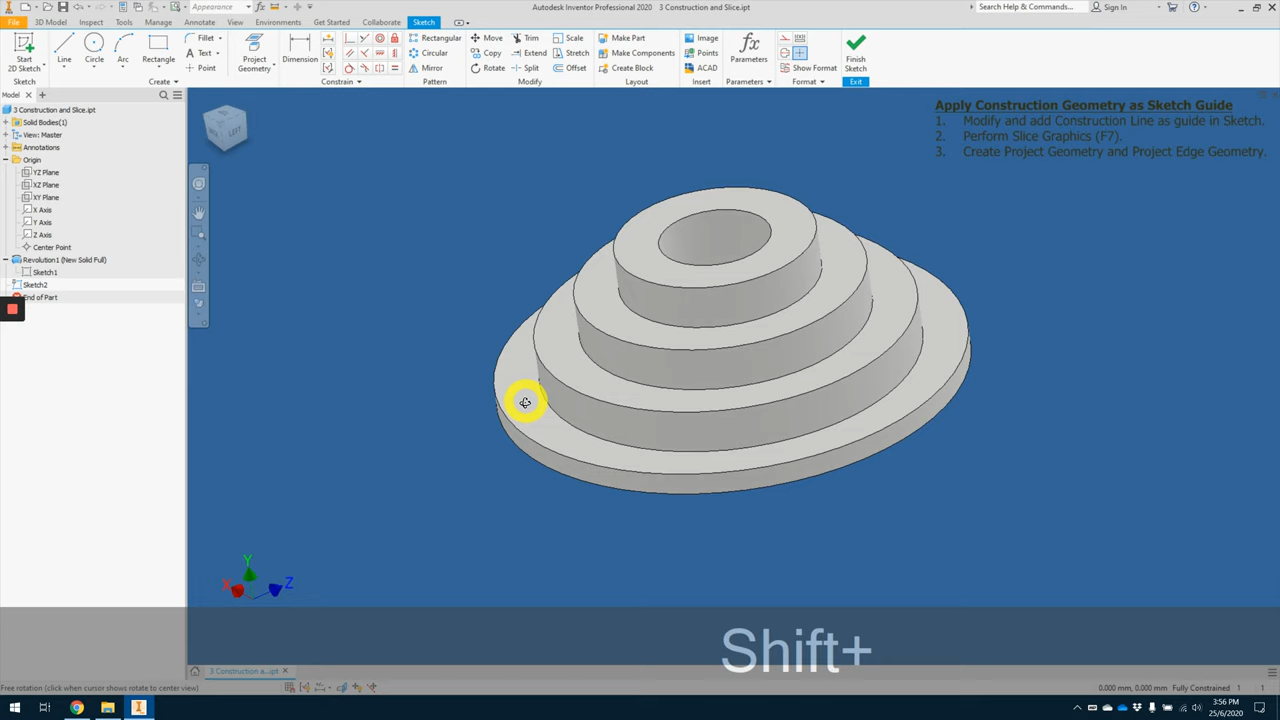 Appearance
Autodesk Inventor Professional 2020 3 Construction and Slice.ipt
Search Help & Commands...
Sign In
File 3D Model Sketch Inspect Tools Manage Annotate View Environments Get Started Collaborate Sketch
Start
2D Sketch
Line
Circle
Arc
Rectangle
Fillet
Text
Point
Project
Geometry
Dimension
Rectangular
Circular
Mirror
Move
Copy
Rotate
Trim
Extend
Split
Scale
Stretch
Offset
Make Part
Make Components
Create Block
Image
Points
ACAD
Parameters
Show Format
Finish
Sketch
Sketch Create Constrain Pattern Modify Layout Insert Parameters Format Exit
Model
3 Construction and Slice.ipt
Solid Bodies(1)
View: Master
Annotations
Origin
YZ Plane
XZ Plane
XY Plane
X Axis
Y Axis
Z Axis
Center Point
Revolution1 (New Solid Full)
Sketch1
Sketch2
End of Part
LEFT
Apply Construction Geometry as Sketch Guide
1. Modify and add Construction Line as guide in Sketch.
2. Perform Slice Graphics (F7).
3. Create Project Geometry and Project Edge Geometry.
Y
X
Z
Shift+
3 Construction a...ipt
Free rotation (click when cursor shows rotate to center view)
0.000 mm, 0.000 mm Fully Constrained 1 1
3:56 PM
25/6/2020